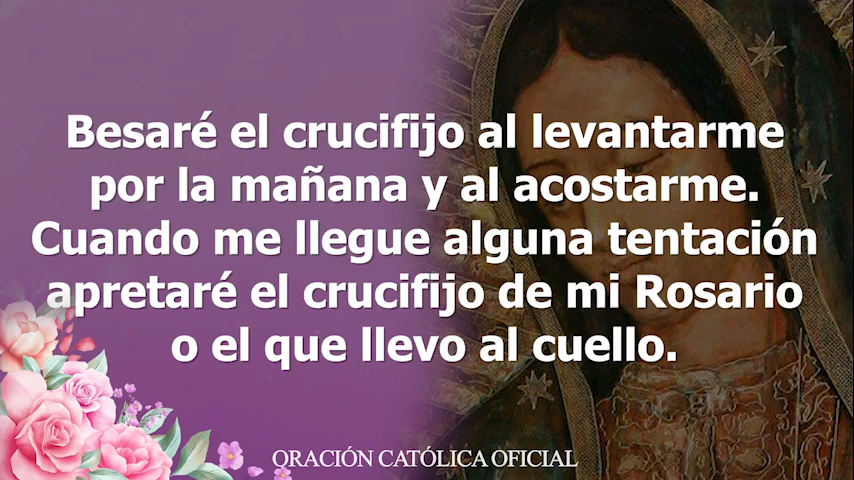 Besaré el crucifijo al levantarme
por la mañana y al acostarme.
Cuando me llegue alguna tentación
apretaré el crucifijo de mi Rosario
o el que llevo al cuello.
ORACIÓN CATÓLICA OFICIAL